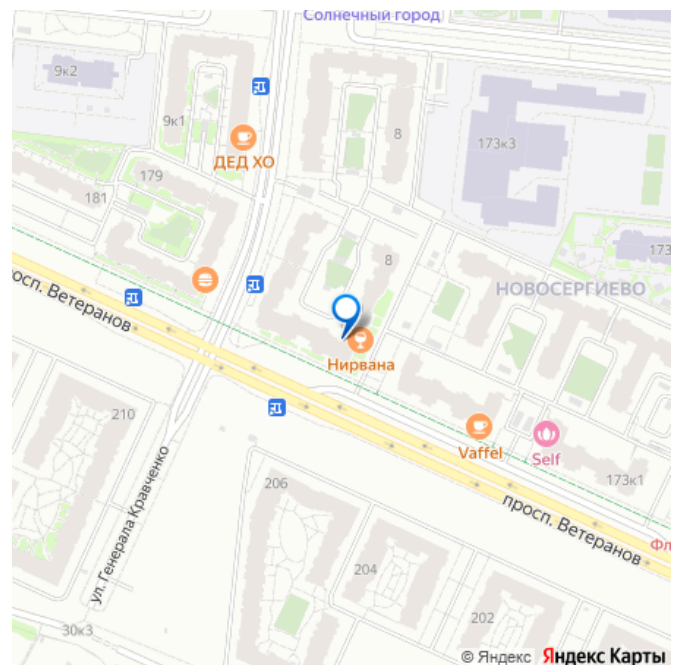 Солнечный город
9к2
9к1
ДЕД ХО
8
173к3
179
181
173
8
НОВОСЕРГИЕВО
просп. Ветеранов
Нирвана
210
Vaffel
Self
173к1
ул. Генерала Кравченко
206
просп. Ветеранов
Фл
204
202
30к3
© Яндекс Яндекс Карты